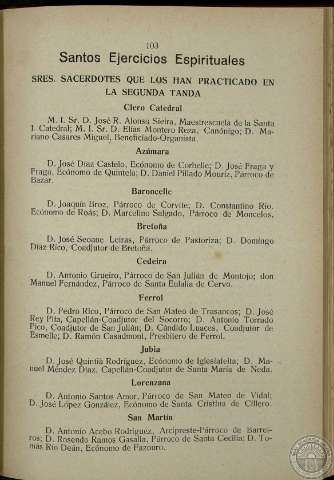 103
Santos Ejercicios Espirituales
SRES. SACERDOTES QUE LOS HAN PRACTICADO EN
LA SEGUNDA TANDA
Clero Catedral
M. I. Sr. D. José R. Alonso Sieira, Maestrescuela de la Santa
I. Catedral; M. I. Sr. D. Elías Montero Reza, Canónigo; D. Ma-
riano Casares Miguel, Beneficiado-Organista.
Azúmara
D. José Díaz Castelo, Ecónomo de Corbelle; D. José Fraga y
Fraga, Ecónomo de Quintela; D. Daniel Pillado Mouríz, Párroco de
Bazar.
Baroncelle
D. Joaquín Broz, Párroco de Corvite; D. Constantino Río,
Ecónomo de Roás; D. Marcelino Salgado, Párroco de Moncelos.
Bretoña
D. José Seoane Leiras, Párroco de Pastoriza; D. Domingo
Díaz Rico, Coadjutor de Bretoña.
Cedeira
D. Antonio Grueiro, Párroco de San Julián de Montojo; don
Manuel Fernández, Párroco de Santa Eulalia de Cervo.
Ferrol
D. Pedro Rico, Párroco de San Mateo de Trasancos; D. José
Rey Pita, Capellán-Coadjutor del Socorro; D. Antonio Torrado
Pico, Coadjutor de San Julián; D. Cándido Luaces, Coadjutor de
Esmelle; D. Ramón Casadmoul, Presbítero de Ferrol.
Jubia
D. José Quintiá Rodríguez, Ecónomo de Iglesiafeita; D. Ma-
nuel Méndez Díaz, Capellán-Coadjutor de Santa María de Neda.
Lorenzana
D. Antonio Santos Amor, Párroco de San Mateo de Vidal;
D. José López González, Ecónomo de Santa Cristina de Cillero.
San Martín
D. Antonio Acebo Rodríguez, Arcipreste-Párroco de Barrei-
ros; D. Rosendo Ramos Gasalla, Párroco de Santa Cecilia; D. To-
más Río Deán, Ecónomo de Fazouro.